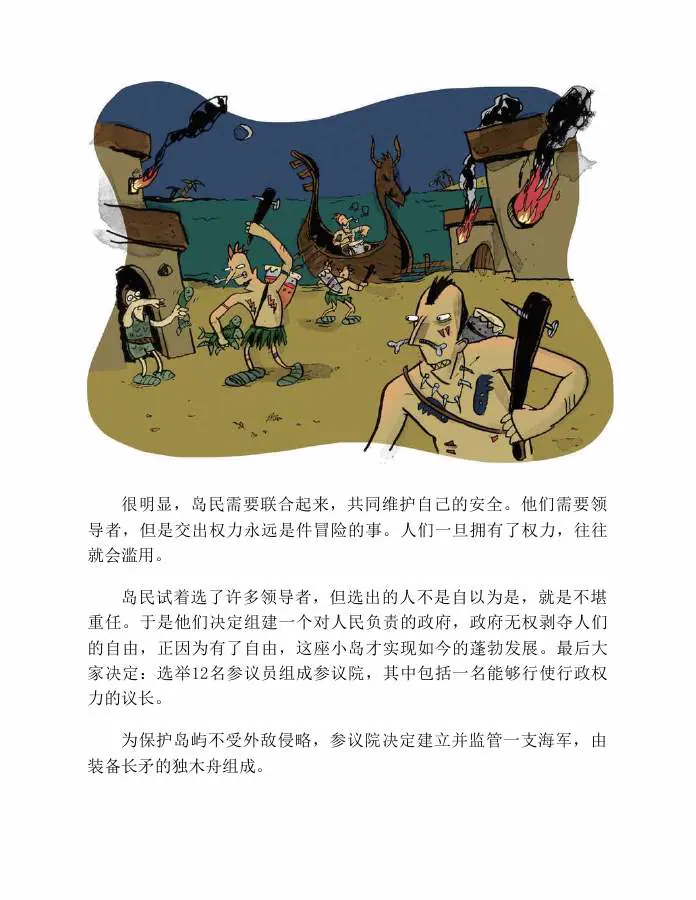 很明显，岛民需要联合起来，共同维护自己的安全。他们需要领
导者，但是交出权力永远是件冒险的事。人们一旦拥有了权力，往往
就会滥用。
岛民试着选了许多领导者，但选出的人不是自以为是，就是不堪
重任。于是他们决定组建一个对人民负责的政府，政府无权剥夺人们
的自由，正因为有了自由，这座小岛才实现如今的蓬勃发展。最后大
家决定：选举12名参议员组成参议院，其中包括一名能够行使行政权
力的议长。
为保护岛屿不受外敌侵略，参议院决定建立并监管一支海军，由
装备长矛的独木舟组成。